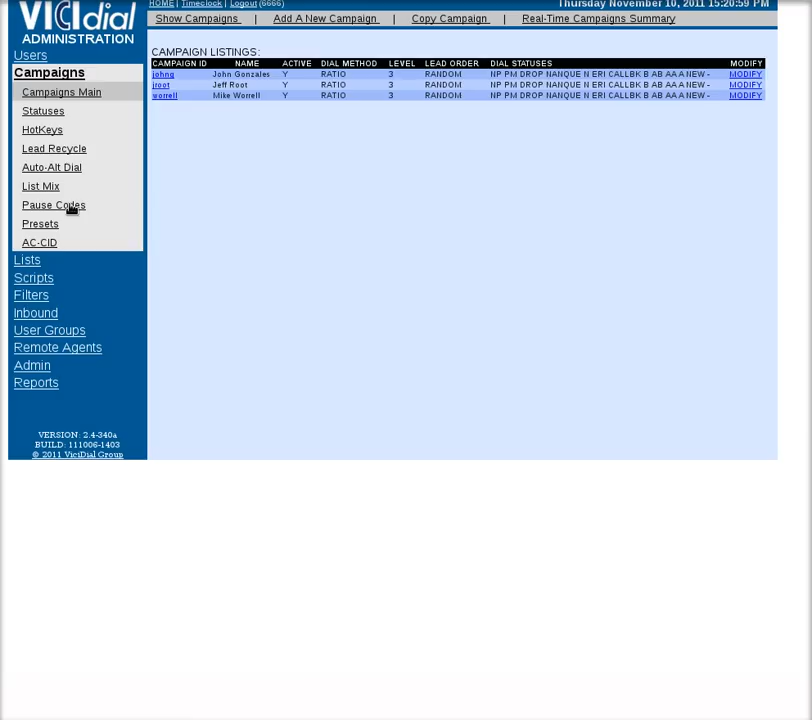 VICIdial
ADMINISTRATION
HOME | Timeclock | Logout (6666)
Thursday November 10, 2011 15:20:59 PM
Show Campaigns | Add A New Campaign | Copy Campaign | Real-Time Campaigns Summary
Users
Campaigns
Campaigns Main
Statuses
HotKeys
Lead Recycle
Auto-Alt Dial
List Mix
Pause Codes
Presets
AC-CID
Lists
Scripts
Filters
Inbound
User Groups
Remote Agents
Admin
Reports
VERSION: 2.4-340a
BUILD: 111006-1403
© 2011 ViciDial Group
CAMPAIGN LISTINGS:
CAMPAIGN ID NAME ACTIVE DIAL METHOD LEVEL LEAD ORDER DIAL STATUSES MODIFY
johng John Gonzales Y RATIO 3 RANDOM NP PM DROP NANQUE N ERI CALLBK B AB AA A NEW - MODIFY
jroot Jeff Root Y RATIO 3 RANDOM NP PM DROP NANQUE N ERI CALLBK B AB AA A NEW - MODIFY
worrell Mike Worrell Y RATIO 3 RANDOM NP PM DROP NANQUE N ERI CALLBK B AB AA A NEW - MODIFY